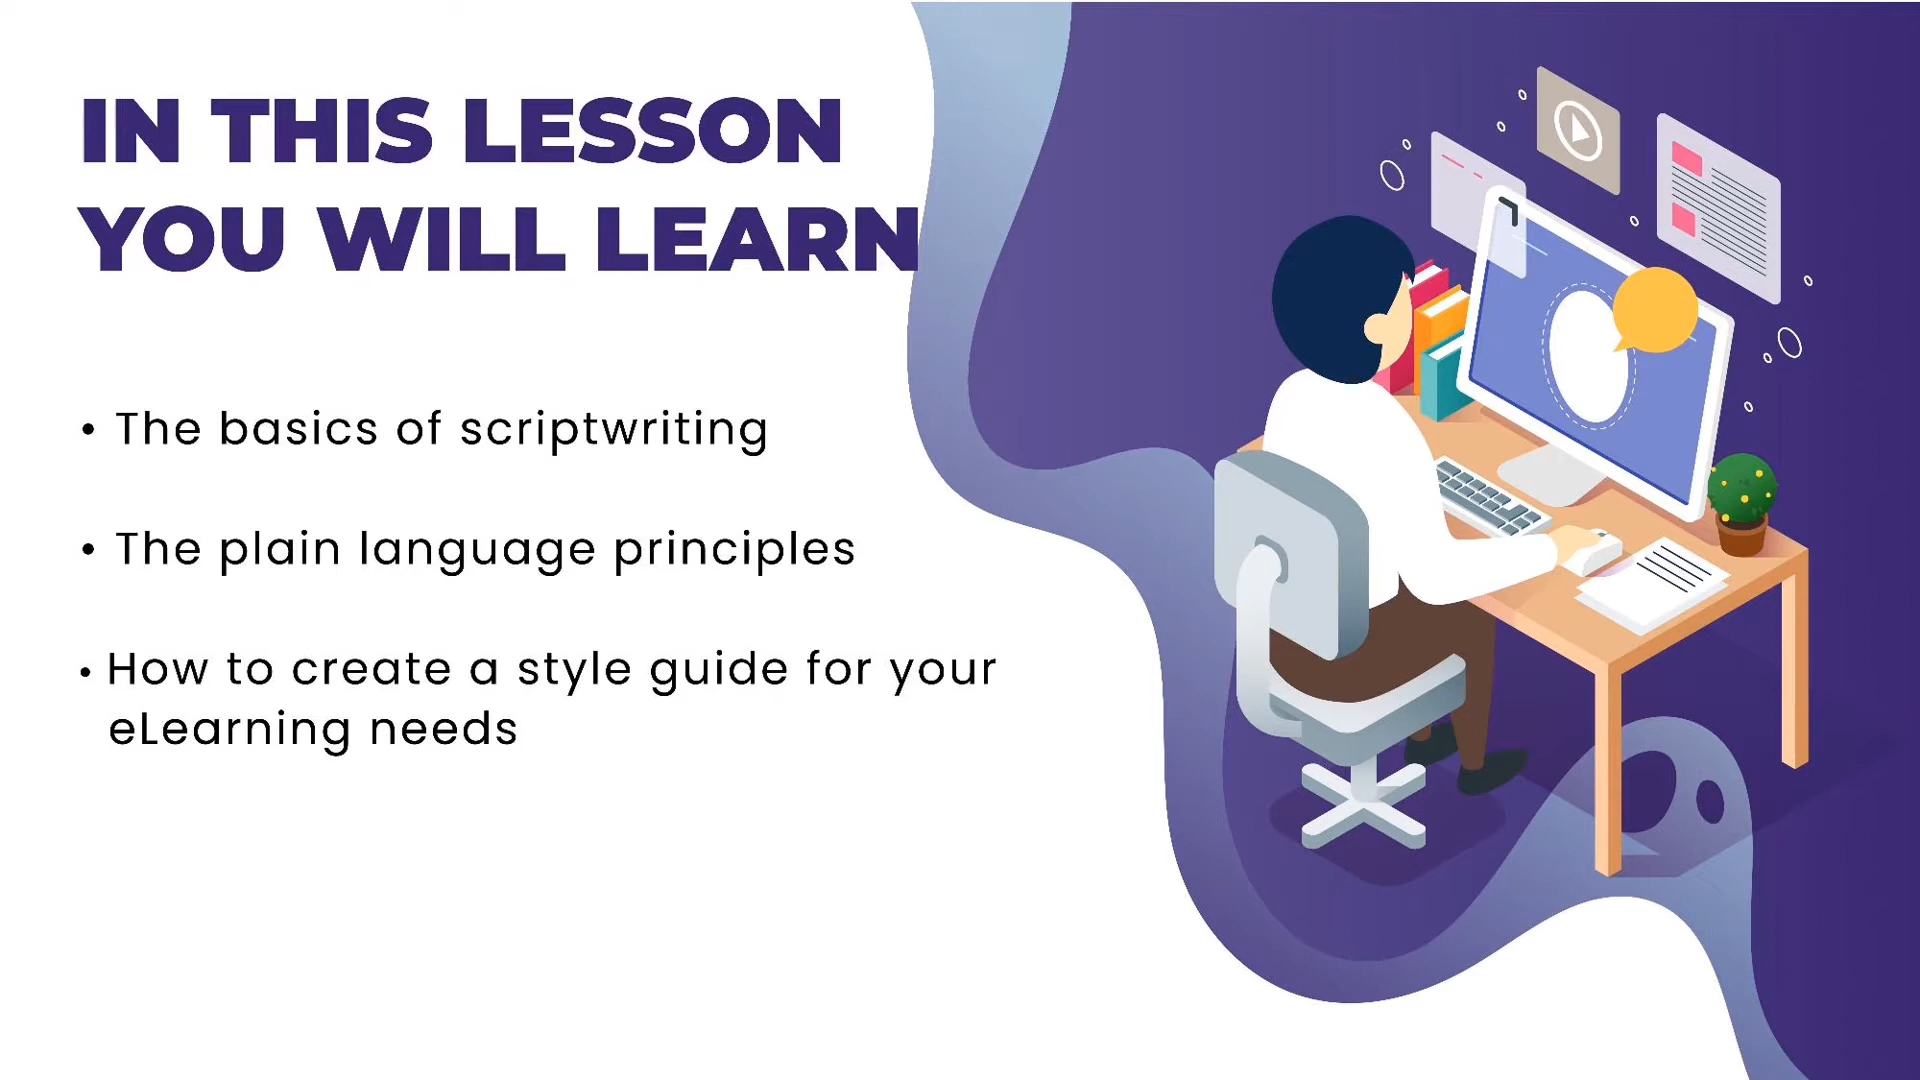 IN THIS LESSON
YOU WILL LEARN
• The basics of scriptwriting
• The plain language principles
• How to create a style guide for your
eLearning needs